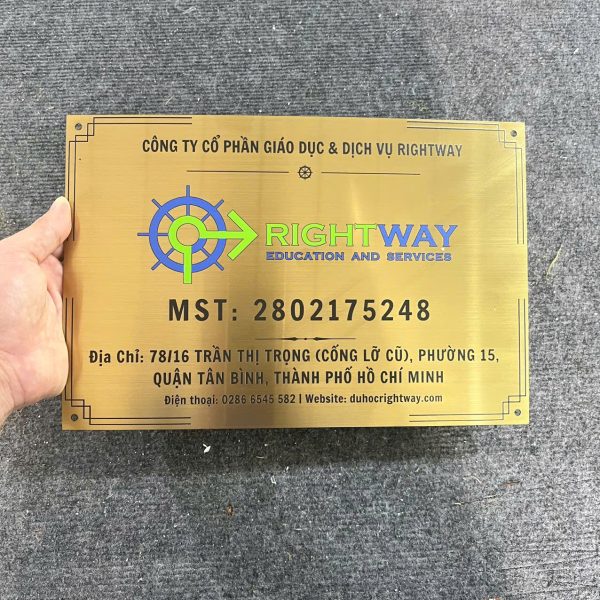 CÔNG TY CỔ PHẦN GIÁO DỤC & DỊCH VỤ RIGHTWAY
RIGHTWAY
EDUCATION AND SERVICES
MST: 2802175248
Địa Chỉ: 78/16 TRẦN THỊ TRỌNG (CỐNG LỠ CŨ), PHƯỜNG 15,
QUẬN TÂN BÌNH, THÀNH PHỐ HỒ CHÍ MINH
Điện thoại: 0286 6545 582 | Website: duhocrightway.com